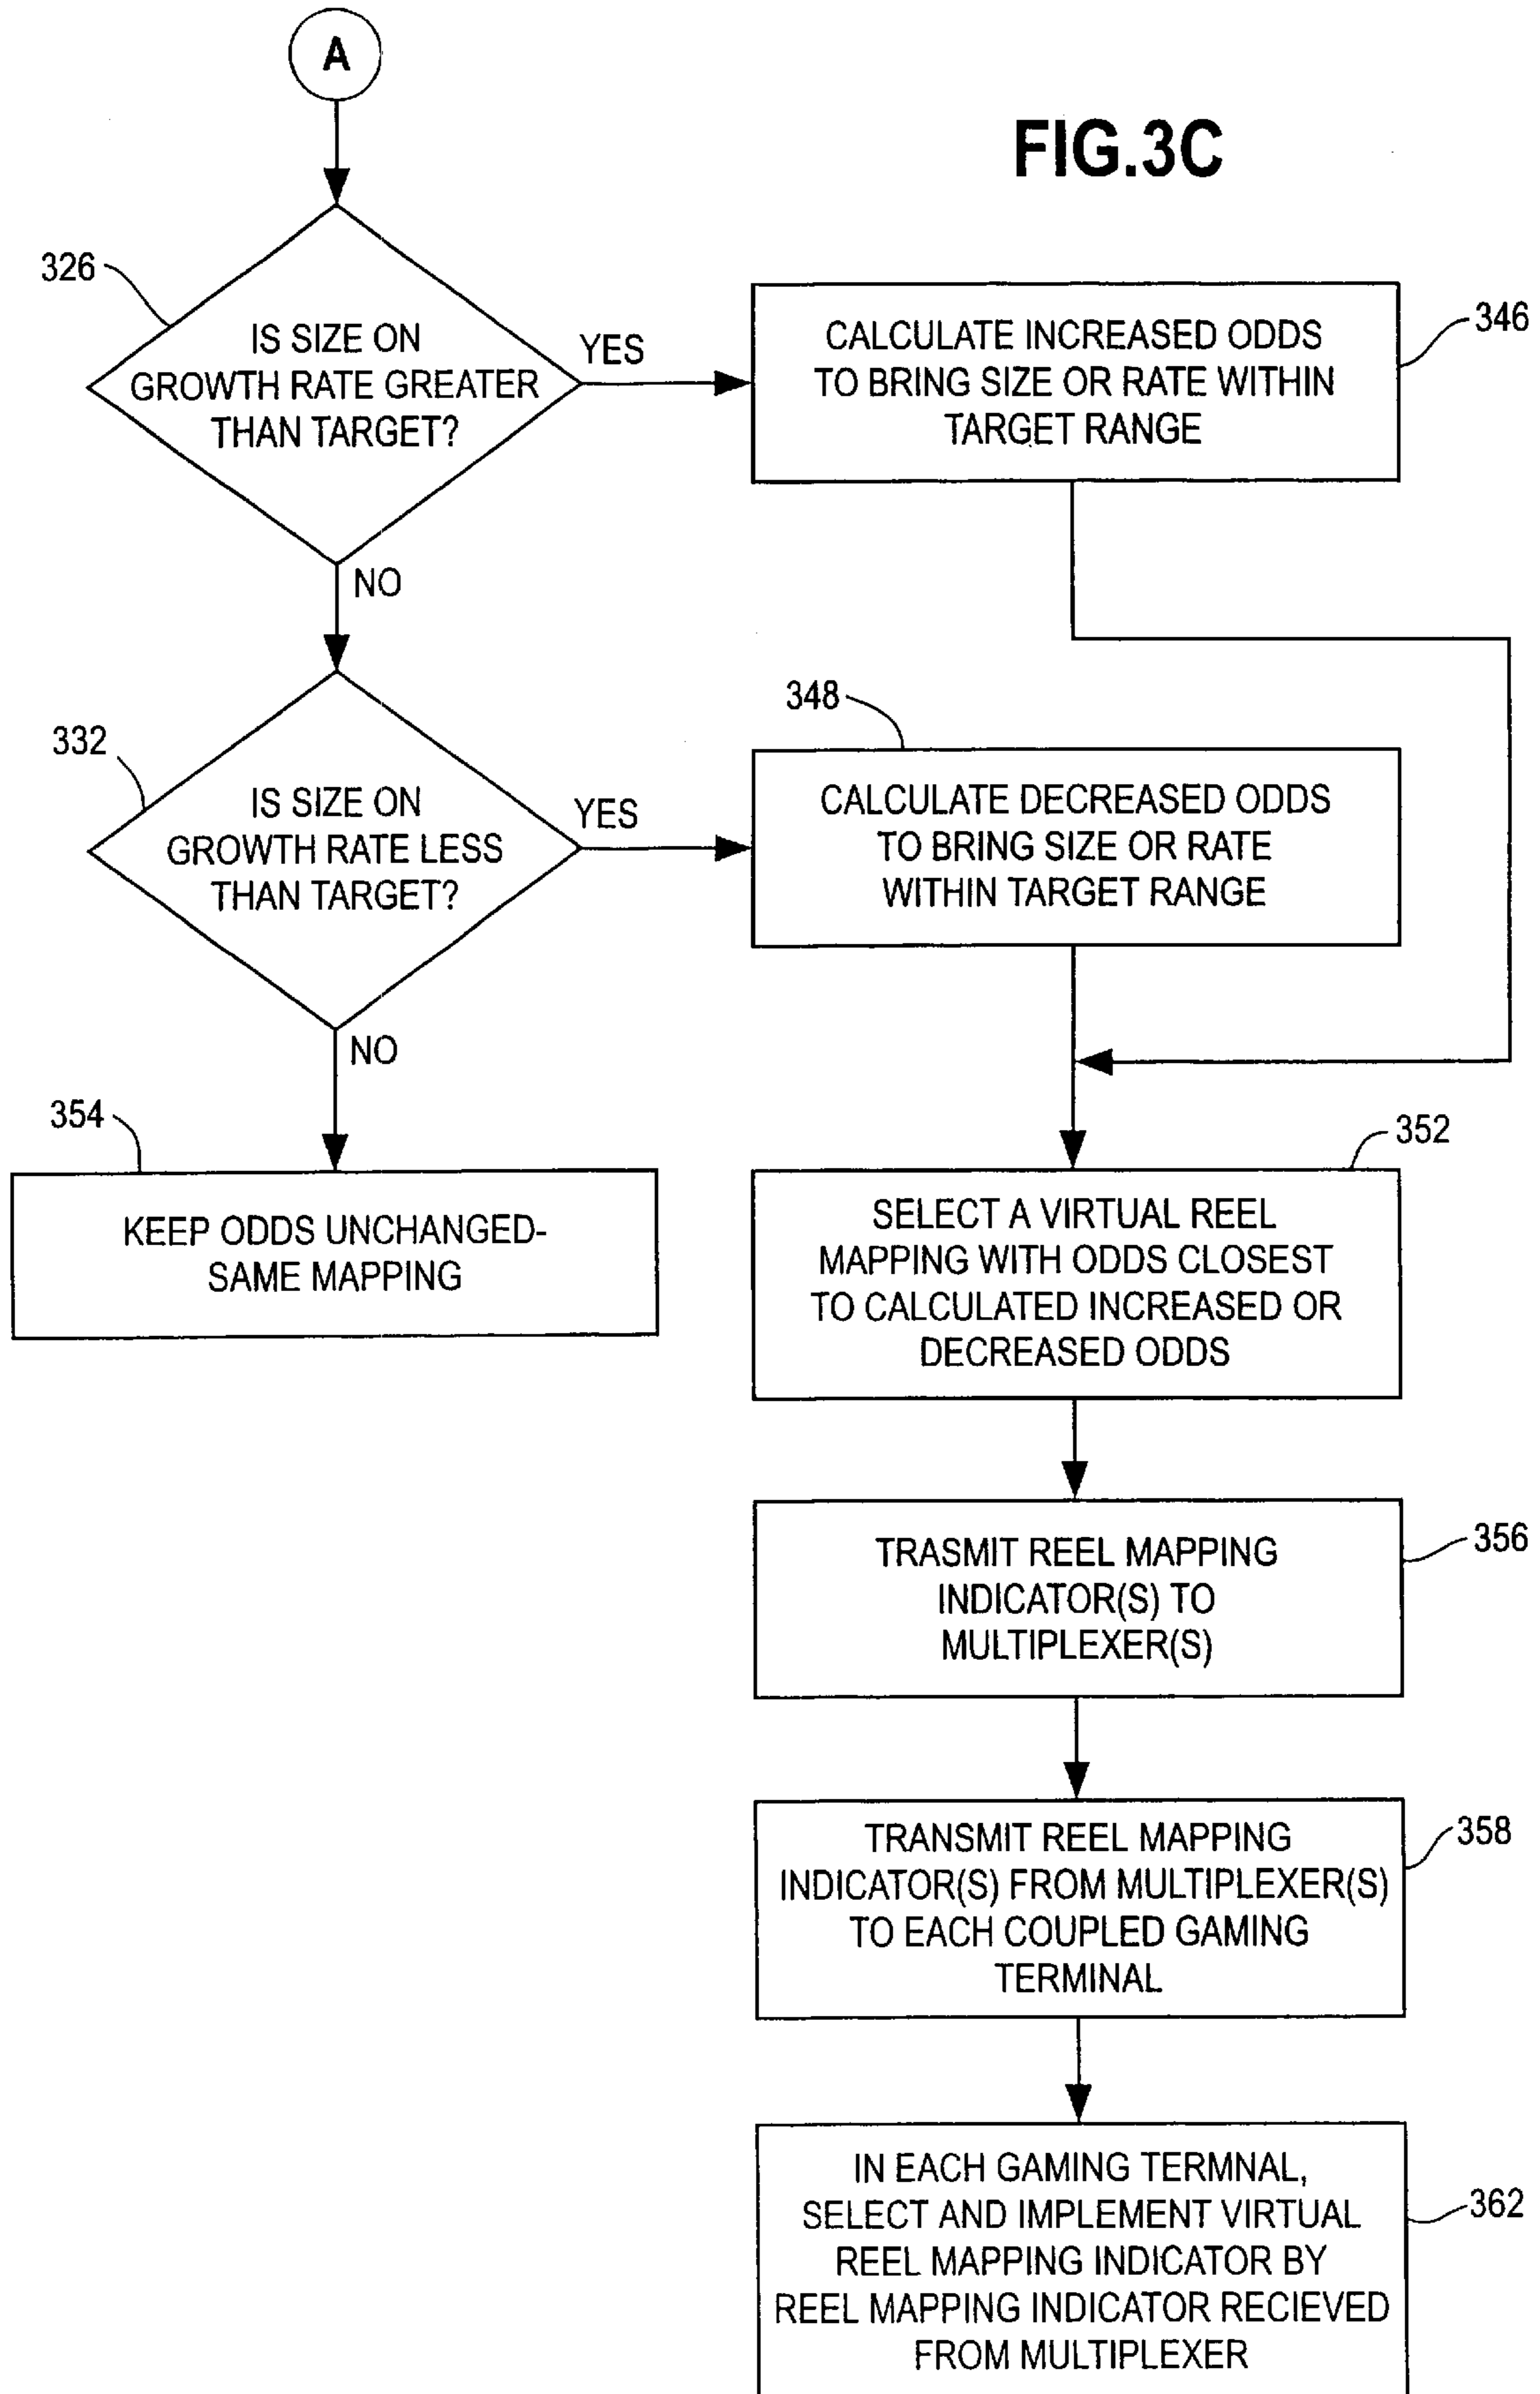 A
FIG.3C
326
IS SIZE ON
GROWTH RATE GREATER
THAN TARGET?
YES
CALCULATE INCREASED ODDS
TO BRING SIZE OR RATE WITHIN
TARGET RANGE
346
NO
332
IS SIZE ON
GROWTH RATE LESS
THAN TARGET?
YES
348
CALCULATE DECREASED ODDS
TO BRING SIZE OR RATE
WITHIN TARGET RANGE
NO
354
KEEP ODDS UNCHANGED-
SAME MAPPING
352
SELECT A VIRTUAL REEL
MAPPING WITH ODDS CLOSEST
TO CALCULATED INCREASED OR
DECREASED ODDS
TRASMIT REEL MAPPING
INDICATOR(S) TO
MULTIPLEXER(S)
356
TRANSMIT REEL MAPPING
INDICATOR(S) FROM MULTIPLEXER(S)
TO EACH COUPLED GAMING
TERMINAL
358
IN EACH GAMING TERMNAL,
SELECT AND IMPLEMENT VIRTUAL
REEL MAPPING INDICATOR BY
REEL MAPPING INDICATOR RECIEVED
FROM MULTIPLEXER
362